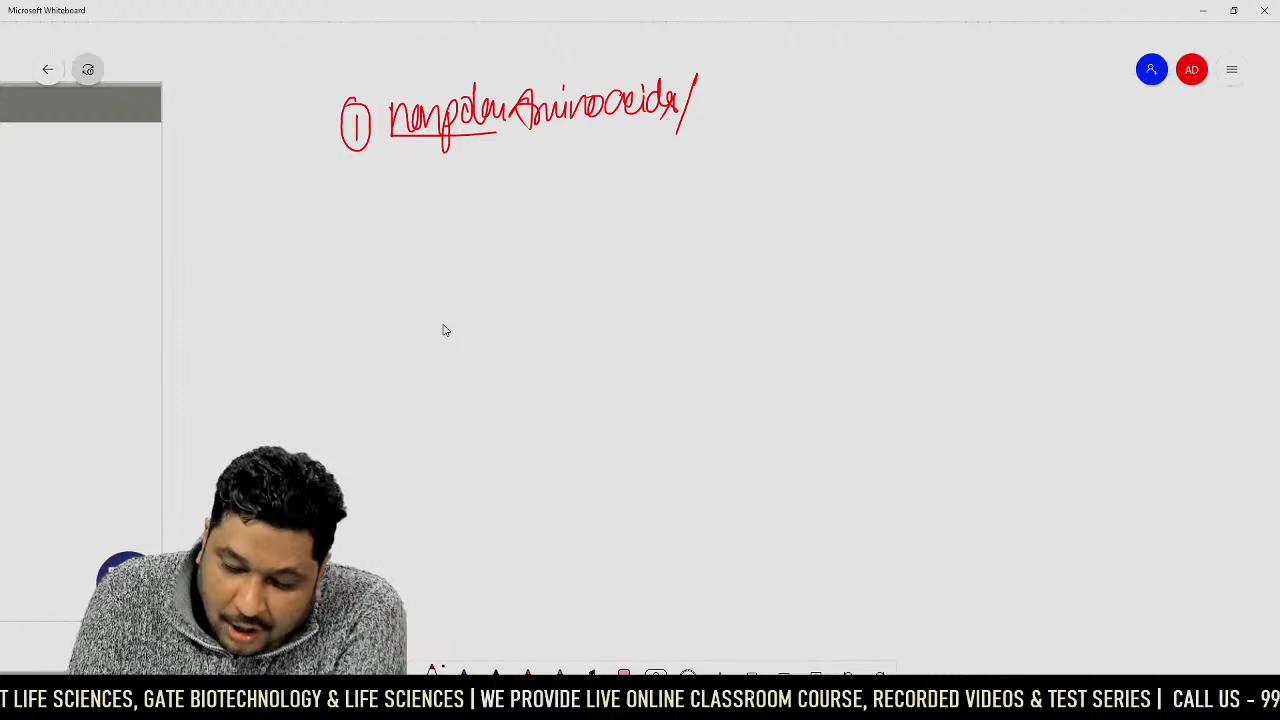 Microsoft Whiteboard
① nonpolar Aminoacids/
AD
T LIFE SCIENCES, GATE BIOTECHNOLOGY & LIFE SCIENCES | WE PROVIDE LIVE ONLINE CLASSROOM COURSE, RECORDED VIDEOS & TEST SERIES | CALL US - 99